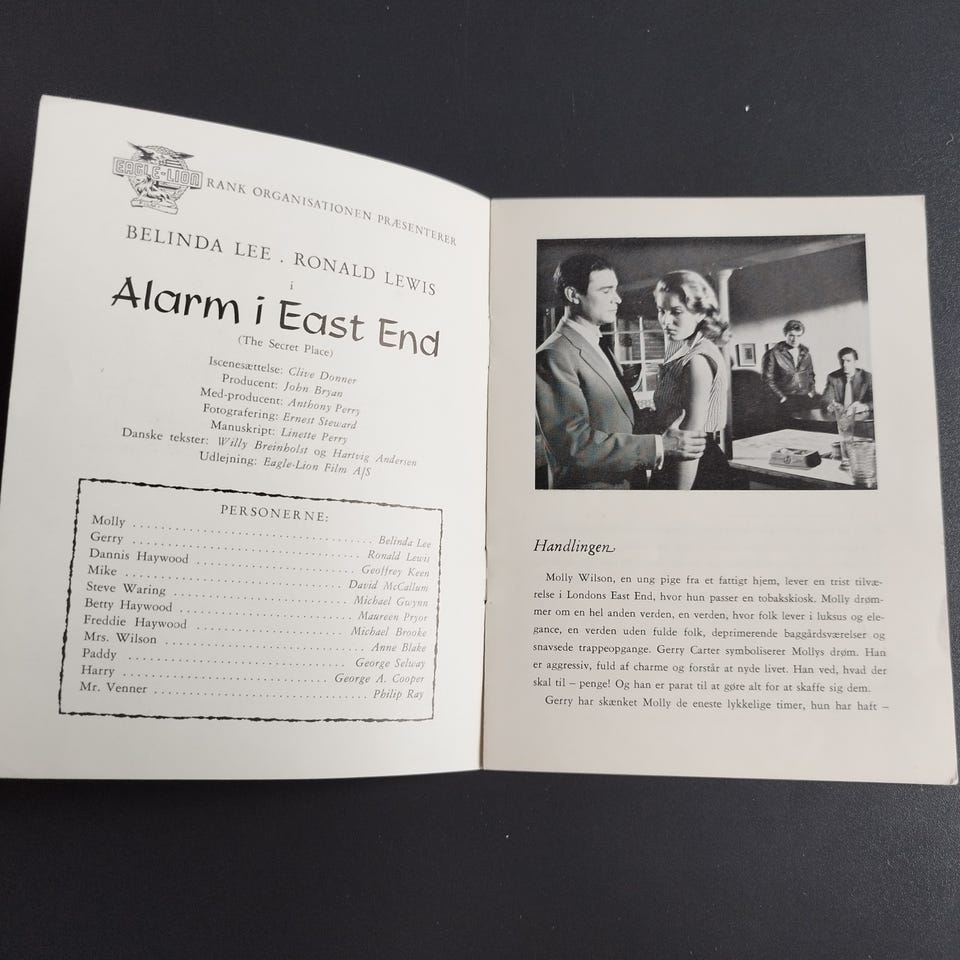 EAGLE-LION
RANK ORGANISATIONEN PRÆSENTERER
BELINDA LEE . RONALD LEWIS
i
Alarm i East End
(The Secret Place)
Iscenesættelse: Clive Donner
Producent: John Bryan
Med-producent: Anthony Perry
Fotografering: Ernest Steward
Manuskript: Linette Perry
Danske tekster: Willy Breinholst og Hartvig Andersen
Udlejning: Eagle-Lion Film A/S
PERSONERNE:
Molly . . . . . . . . . . . . . . . . . . . . Belinda Lee
Gerry . . . . . . . . . . . . . . . . . . . . Ronald Lewis
Dannis Haywood . . . . . . . . . . . . . . . . . . . . Geoffrey Keen
Mike . . . . . . . . . . . . . . . . . . . . David McCallum
Steve Waring . . . . . . . . . . . . . . . . . . . . Michael Gwynn
Betty Haywood . . . . . . . . . . . . . . . . . . . . Maureen Pryor
Freddie Haywood . . . . . . . . . . . . . . . . . . . . Michael Brooke
Mrs. Wilson . . . . . . . . . . . . . . . . . . . . Anne Blake
Paddy . . . . . . . . . . . . . . . . . . . . George Selway
Harry . . . . . . . . . . . . . . . . . . . . George A. Cooper
Mr. Venner . . . . . . . . . . . . . . . . . . . . Philip Ray
Handlingen
Molly Wilson, en ung pige fra et fattigt hjem, lever en trist tilvæ-
relse i Londons East End, hvor hun passer en tobakskiosk. Molly drøm-
mer om en hel anden verden, en verden, hvor folk lever i luksus og ele-
gance, en verden uden fulde folk, deprimerende baggårdsværelser og
snavsede trappeopgange. Gerry Carter symboliserer Mollys drøm. Han
er aggressiv, fuld af charme og forstår at nyde livet. Han ved, hvad der
skal til – penge! Og han er parat til at gøre alt for at skaffe sig dem.
Gerry har skænket Molly de eneste lykkelige timer, hun har haft –